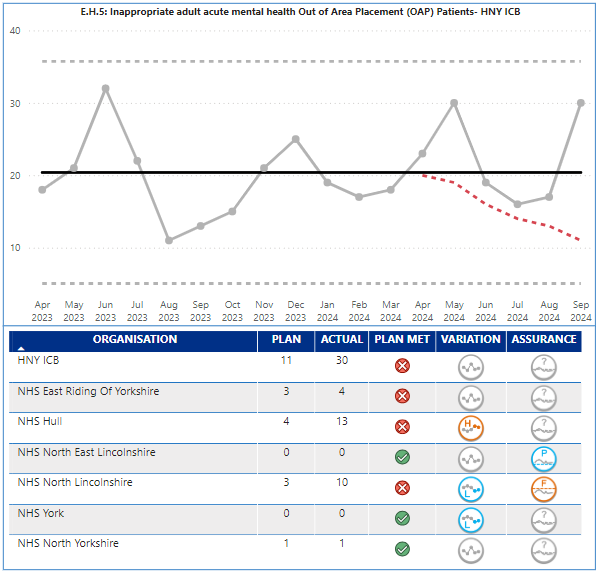 E.H.5: Inappropriate adult acute mental health Out of Area Placement (OAP) Patients- HNY ICB
40
30
20
10
Apr May Jun Jul Aug Sep Oct Nov Dec Jan Feb Mar Apr May Jun Jul Aug Sep
2023 2023 2023 2023 2023 2023 2023 2023 2023 2024 2024 2024 2024 2024 2024 2024 2024 2024
ORGANISATION PLAN ACTUAL PLAN MET VARIATION ASSURANCE
HNY ICB 11 30 ?
NHS East Riding Of Yorkshire 3 4 ?
NHS Hull 4 13 H ?
NHS North East Lincolnshire 0 0 P
NHS North Lincolnshire 3 10 L F
NHS York 0 0 L ?
NHS North Yorkshire 1 1 ?